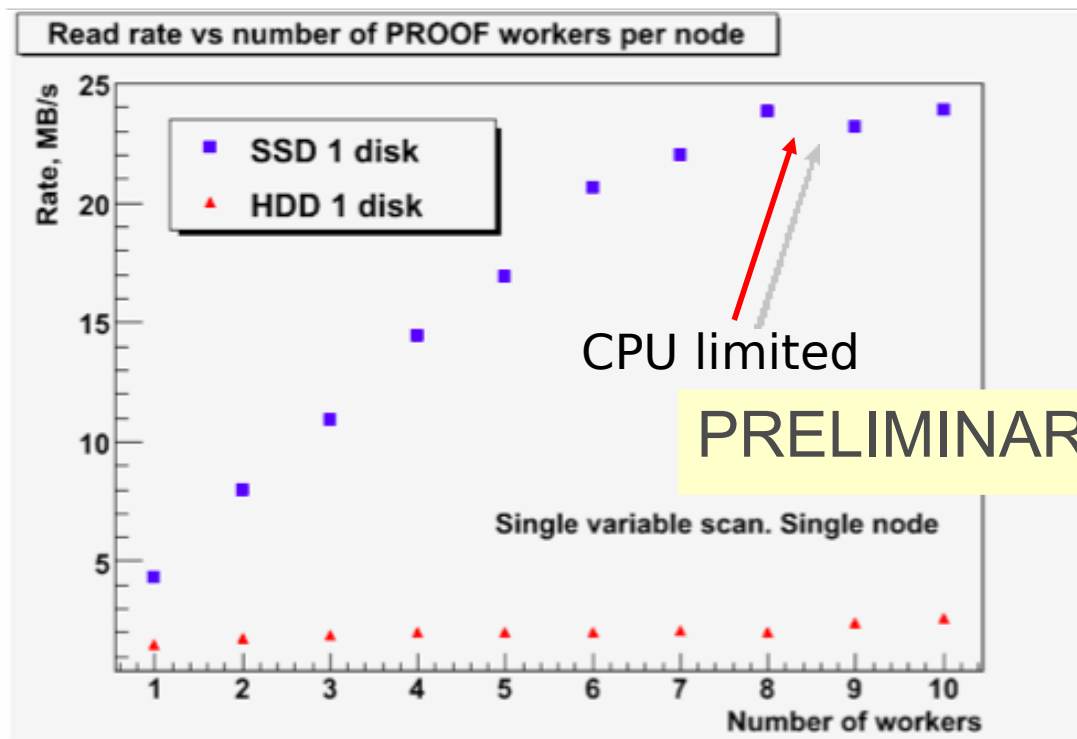 Read rate vs number of PROOF workers per node
Rate, MB/s
25
20
15
10
5
SSD 1 disk
HDD 1 disk
CPU limited
PRELIMINAR
Single variable scan. Single node
1 2 3 4 5 6 7 8 9 10
Number of workers